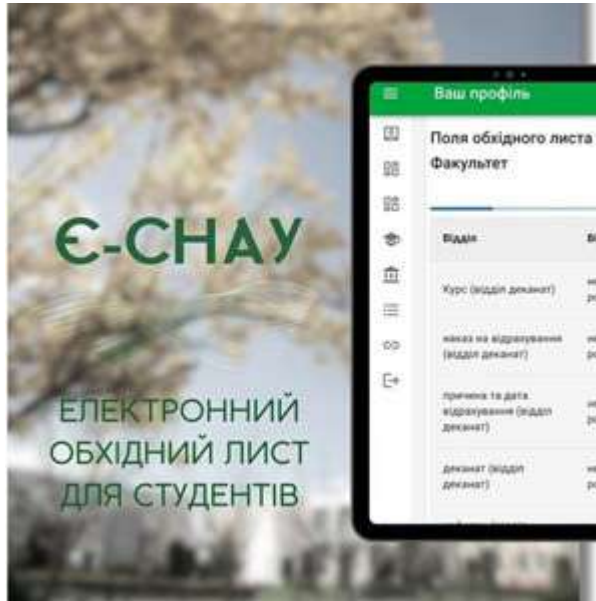 Є-СНАУ
ЕЛЕКТРОННИЙ
ОБХІДНИЙ ЛИСТ
ДЛЯ СТУДЕНТІВ
Ваш профіль
Поля обхідного листа
Факультет
Відділ
Курс (відділ деканат)
наказ на відрахування
(відділ деканат)
причина та дата
відрахування (відділ
деканат)
деканат (відділ
деканат)